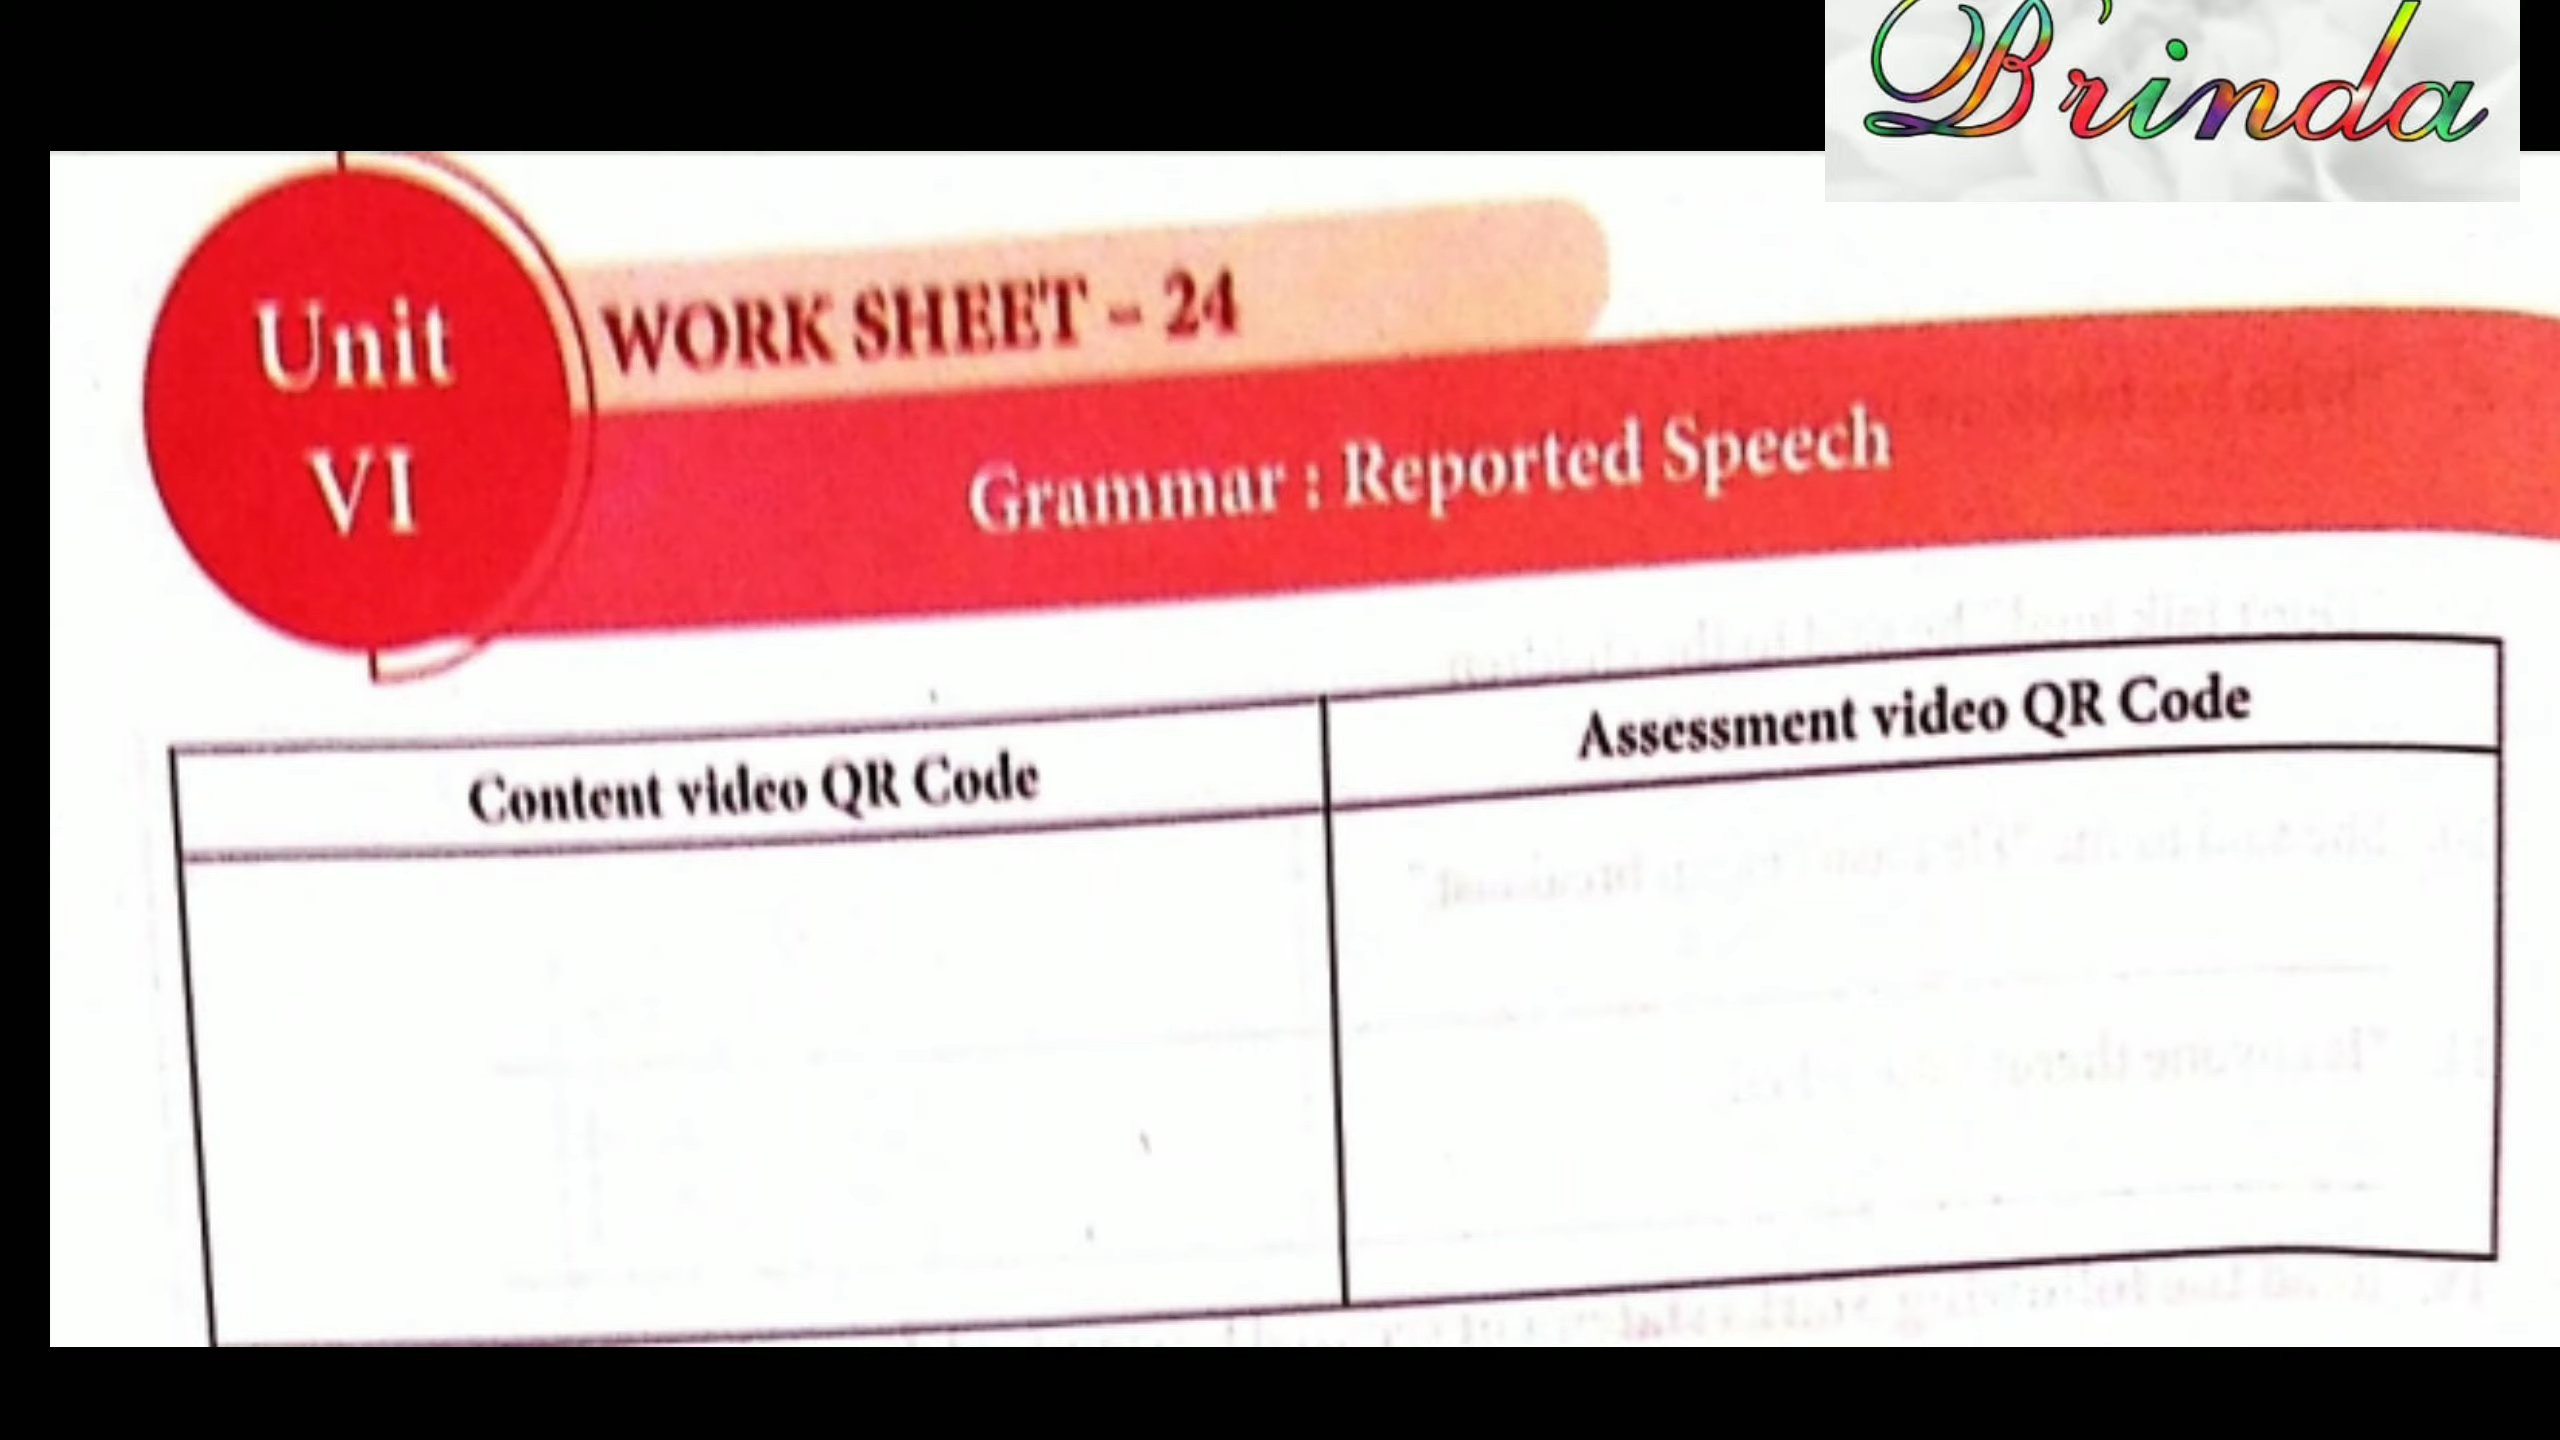 Brinda
Unit
VI
WORK SHEET – 24
Grammar : Reported Speech
Content video QR Code
Assessment video QR Code